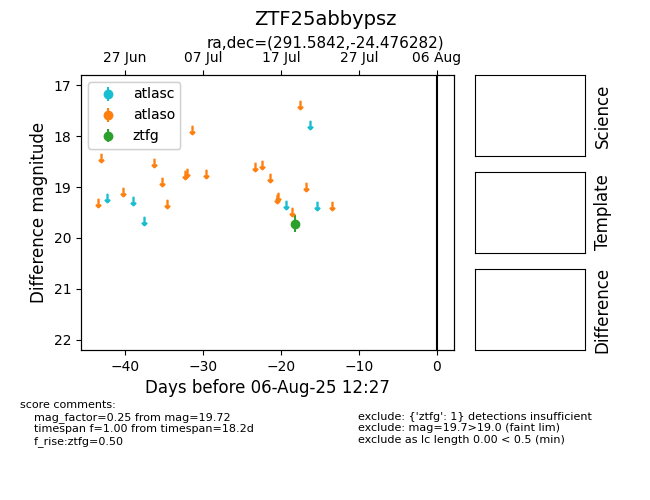 ZTF25abbypsz
ra,dec=(291.5842,-24.476282)
27 Jun 07 Jul 17 Jul 27 Jul 06 Aug
atlasc
atlaso
ztfg
17
18
19
20
21
22
Difference magnitude
−40 −30 −20 −10 0
Days before 06-Aug-25 12:27
Science
Template
Difference
score comments:
mag_factor=0.25 from mag=19.72
timespan f=1.00 from timespan=18.2d
f_rise:ztfg=0.50
exclude: {'ztfg': 1} detections insufficient
exclude: mag=19.7>19.0 (faint lim)
exclude as lc length 0.00 < 0.5 (min)